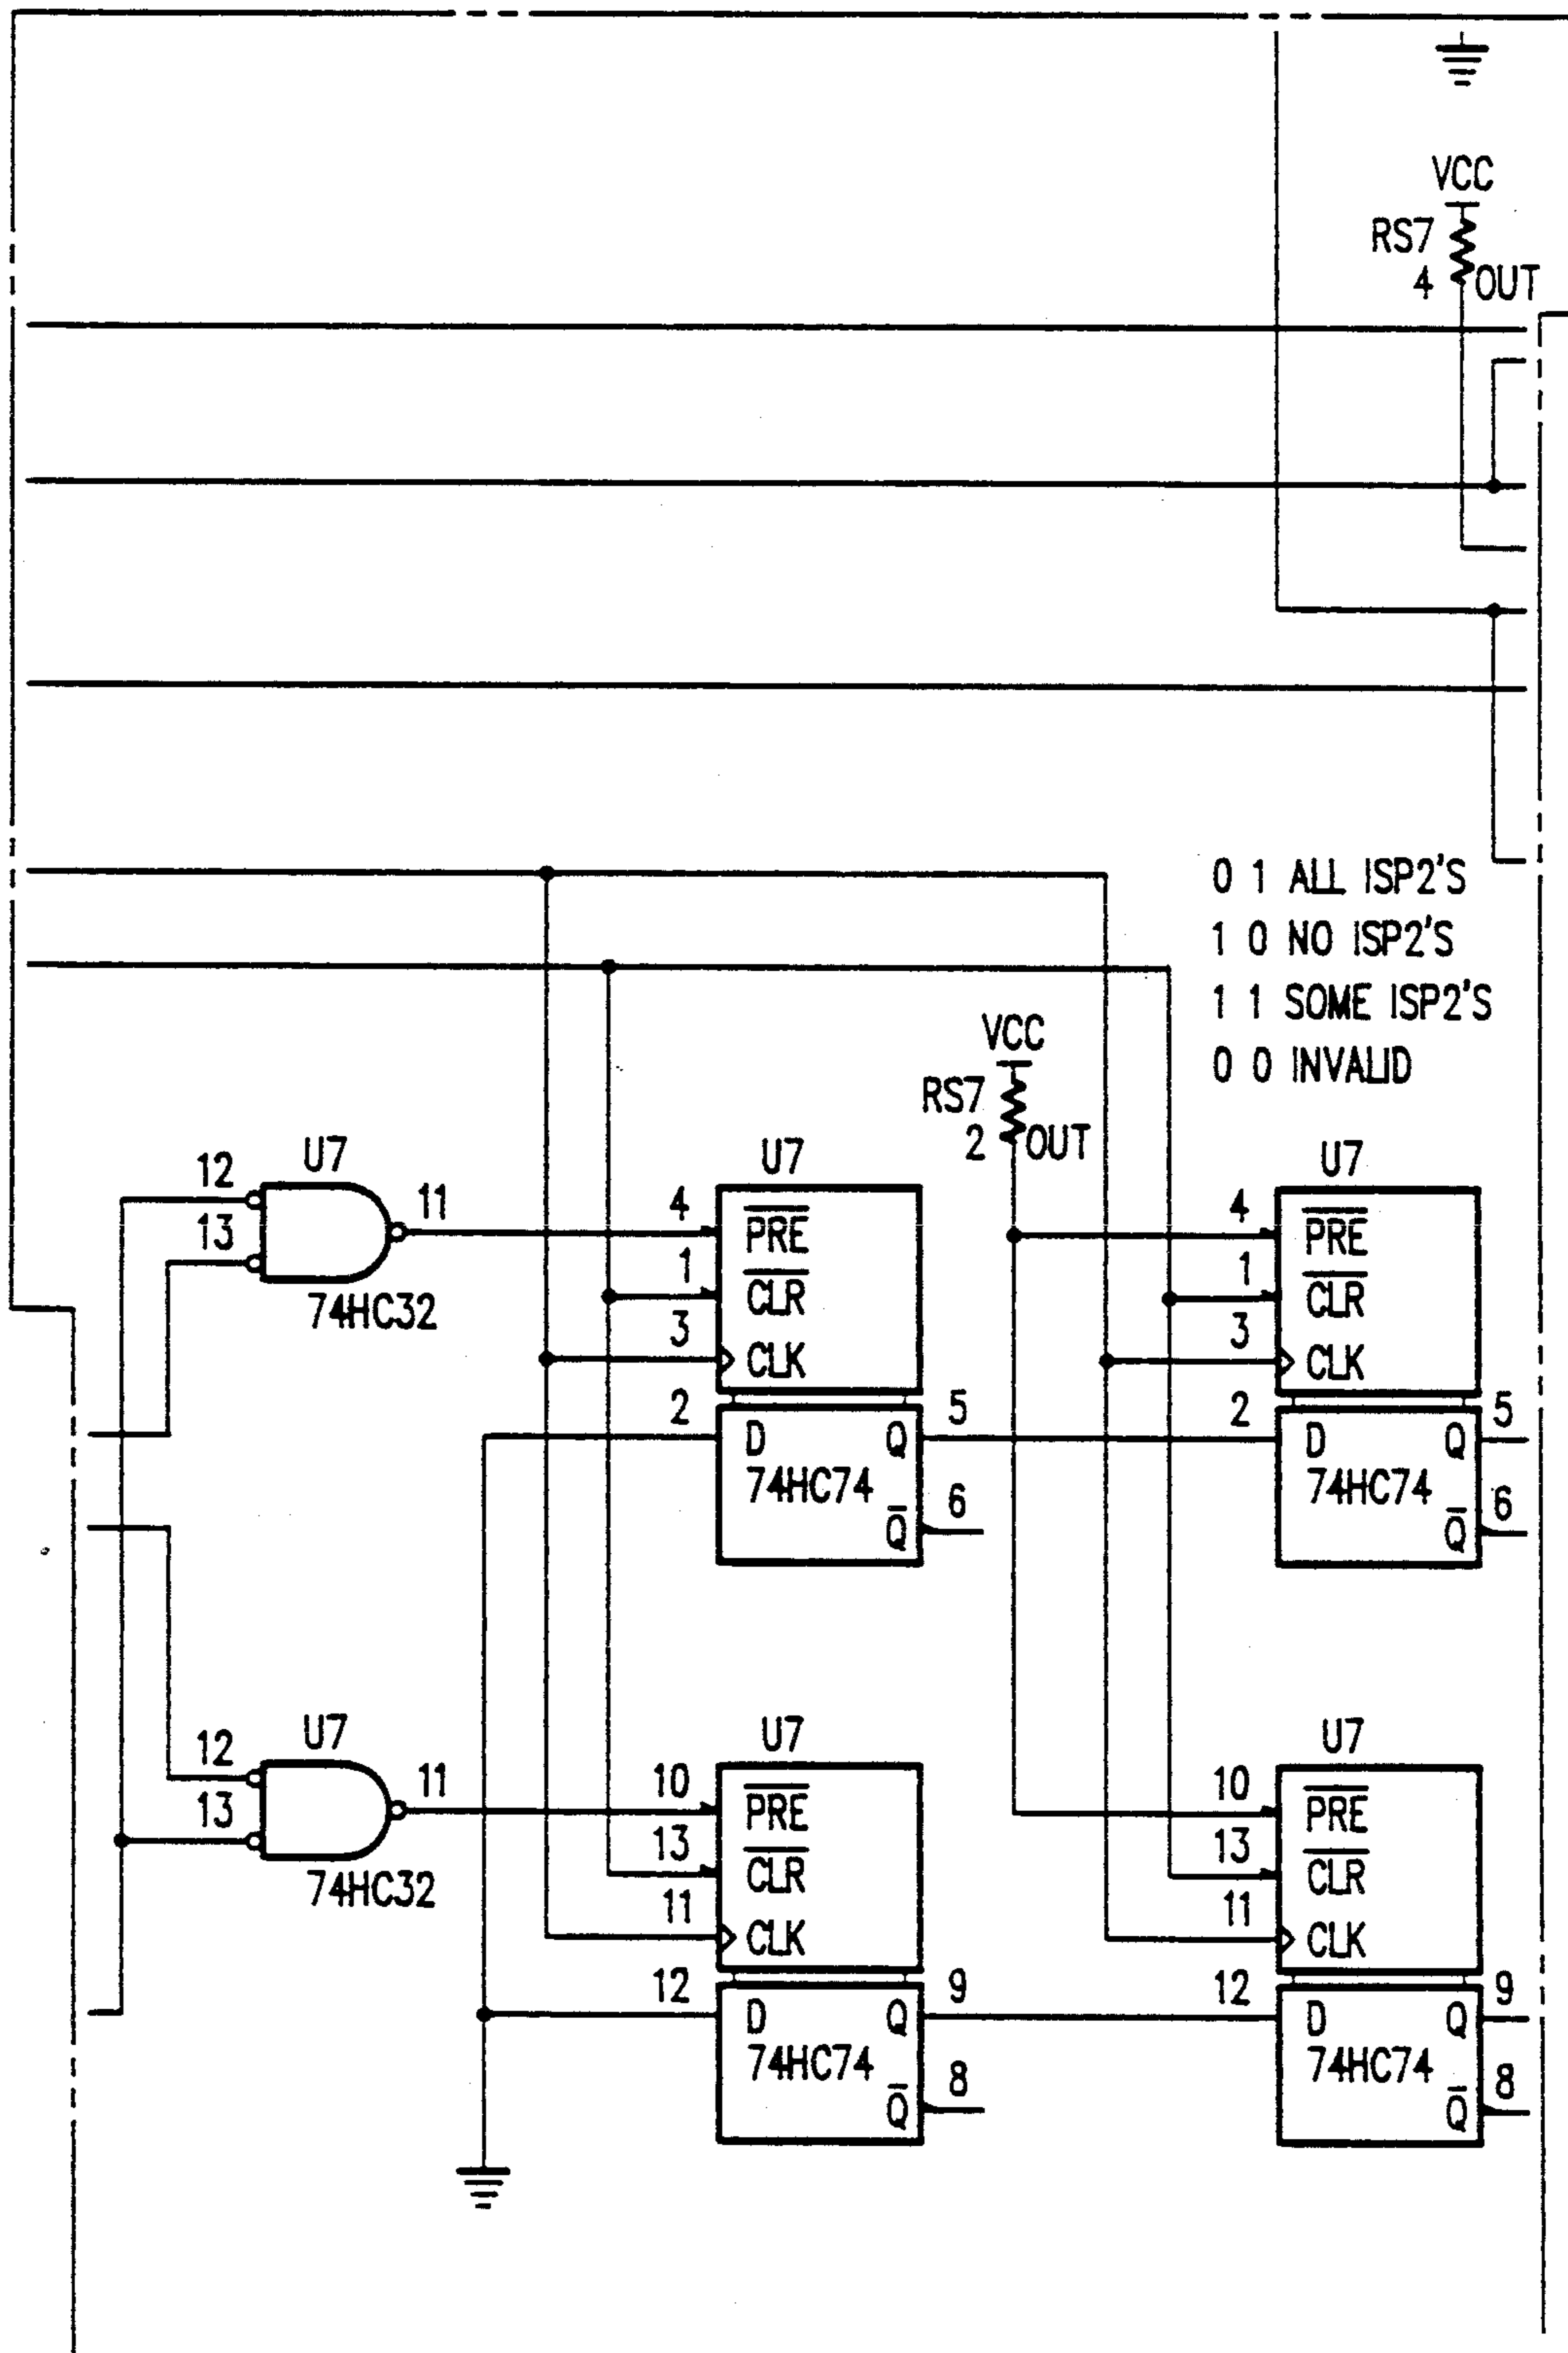 VCC
RS7
4 OUT
0 1 ALL ISP2'S
1 0 NO ISP2'S
1 1 SOME ISP2'S
0 0 INVALID
VCC
RS7
2 OUT
U7
12
13
11
74HC32
U7
4 PRE
1 CLR
3 CLK
2 D Q 5
74HC74
Q 6
U7
4 PRE
1 CLR
3 CLK
2 D Q 5
74HC74
Q 6
U7
12
13
11
74HC32
U7
10 PRE
13 CLR
11 CLK
12 D Q 9
74HC74
Q 8
U7
10 PRE
13 CLR
11 CLK
12 D Q 9
74HC74
Q 8